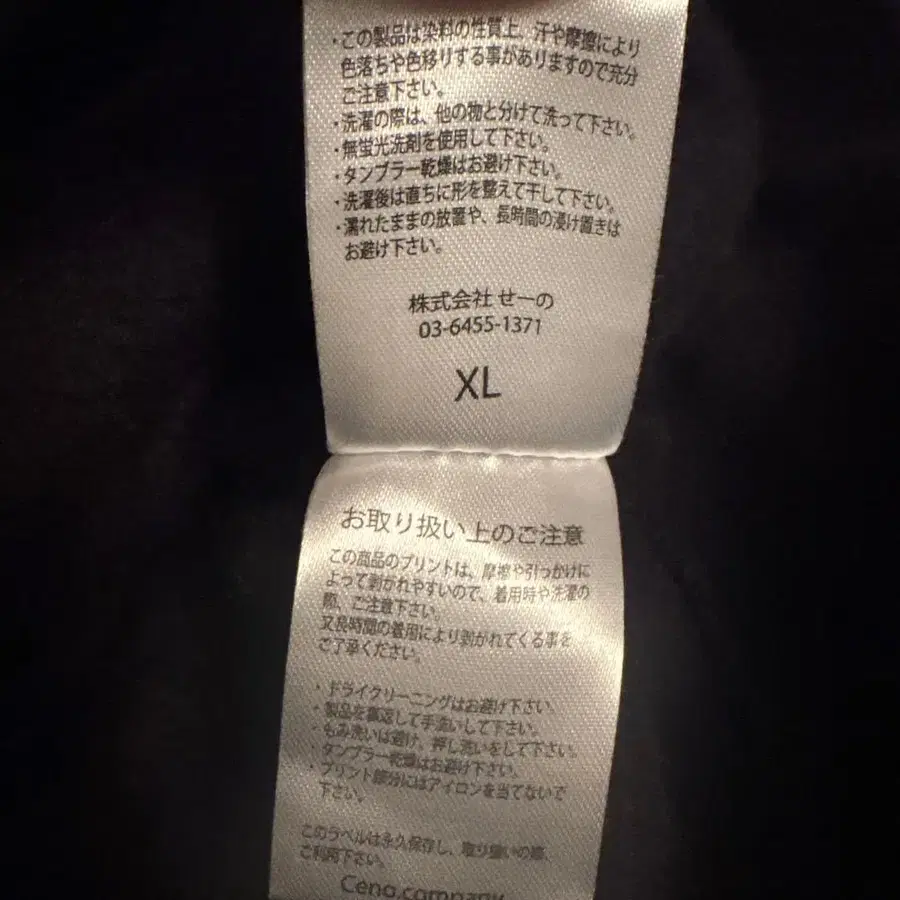 ・この製品は染料の性質上、汗や摩擦により
色落ちや色移りする事がありますので充分
ご注意下さい。
・洗濯の際は、他の物と分けて洗って下さい。
・無蛍光洗剤を使用して下さい。
・タンブラー乾燥はお避け下さい。
・洗濯後は直ちに形を整えて干して下さい。
・濡れたままの放置や、長時間の浸け置きは
お避け下さい。
株式会社 せーの
03-6455-1371
XL
お取り扱い上のご注意
この商品のプリントは、摩擦や引っかけに
よって剥がれやすいので、着用時や洗濯の
際、ご注意下さい。
又長時間の着用により剥がれてくる事を
ご了承ください。
・ドライクリーニングはお避け下さい。
・製品を裏返して手洗いして下さい。
・もみ洗いは避け、押し洗いをして下さい。
・タンブラー乾燥はお避け下さい。
・プリント部分にはアイロンを当てないで
下さい。
このラベルは永久保存し、取り扱いの際、
ご利用下さい。
Ceno.company